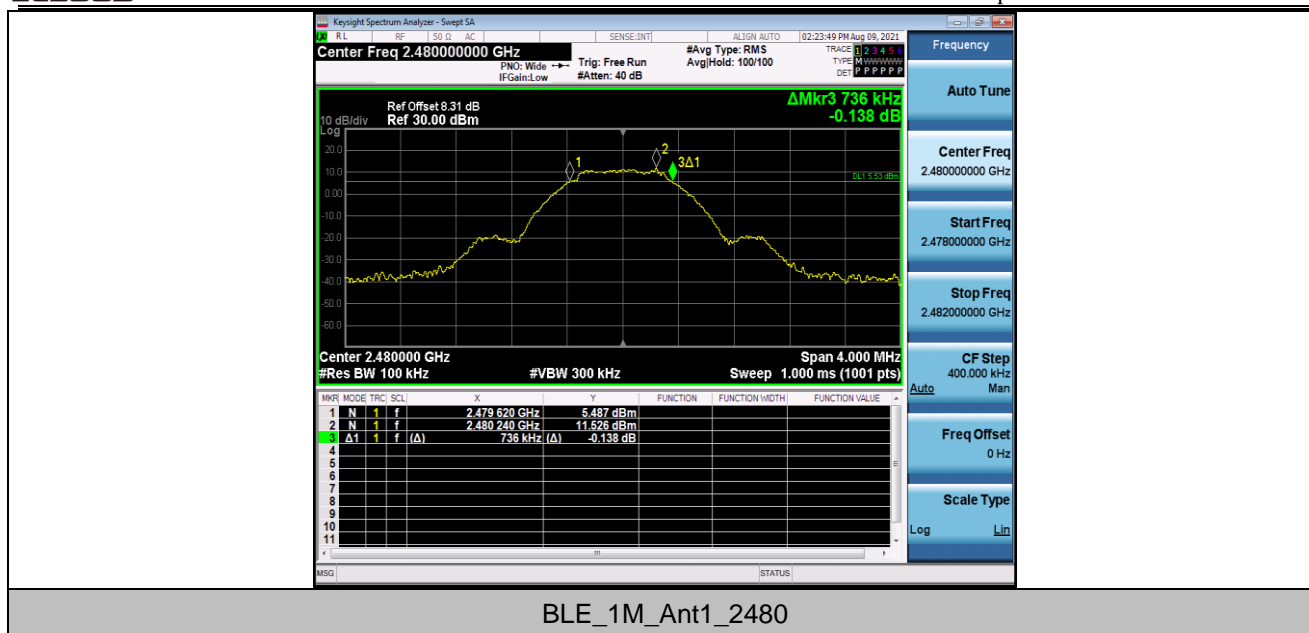 Keysight Spectrum Analyzer - Swept SA
RL RF 50 Ω AC SENSE:INT ALIGN AUTO 02:23:49 PM Aug 09, 2021
Center Freq 2.480000000 GHz
PNO: Wide
IFGain:Low
Trig: Free Run
#Atten: 40 dB
#Avg Type: RMS
Avg|Hold: 100/100
TRACE 1 2 3 4 5 6
TYPE M
DET P P P P P P
ΔMkr3 736 kHz
-0.138 dB
Ref Offset 8.31 dB
10 dB/div Ref 30.00 dBm
Log
20.0
10.0
0.00
-10.0
-20.0
-30.0
-40.0
-50.0
-60.0
1
2
3Δ1
DL1 5.53 dBm
Center 2.480000 GHz Span 4.000 MHz
#Res BW 100 kHz #VBW 300 kHz Sweep 1.000 ms (1001 pts)
MKR MODE TRC SCL X Y FUNCTION FUNCTION WIDTH FUNCTION VALUE
1 N 1 f 2.479 620 GHz 5.487 dBm
2 N 1 f 2.480 240 GHz 11.526 dBm
3 Δ1 1 f (Δ) 736 kHz (Δ) -0.138 dB
4
5
6
7
8
9
10
11
MSG STATUS
Frequency
Auto Tune
Center Freq
2.480000000 GHz
Start Freq
2.478000000 GHz
Stop Freq
2.482000000 GHz
CF Step
400.000 kHz
Auto Man
Freq Offset
0 Hz
Scale Type
Log Lin
BLE_1M_Ant1_2480